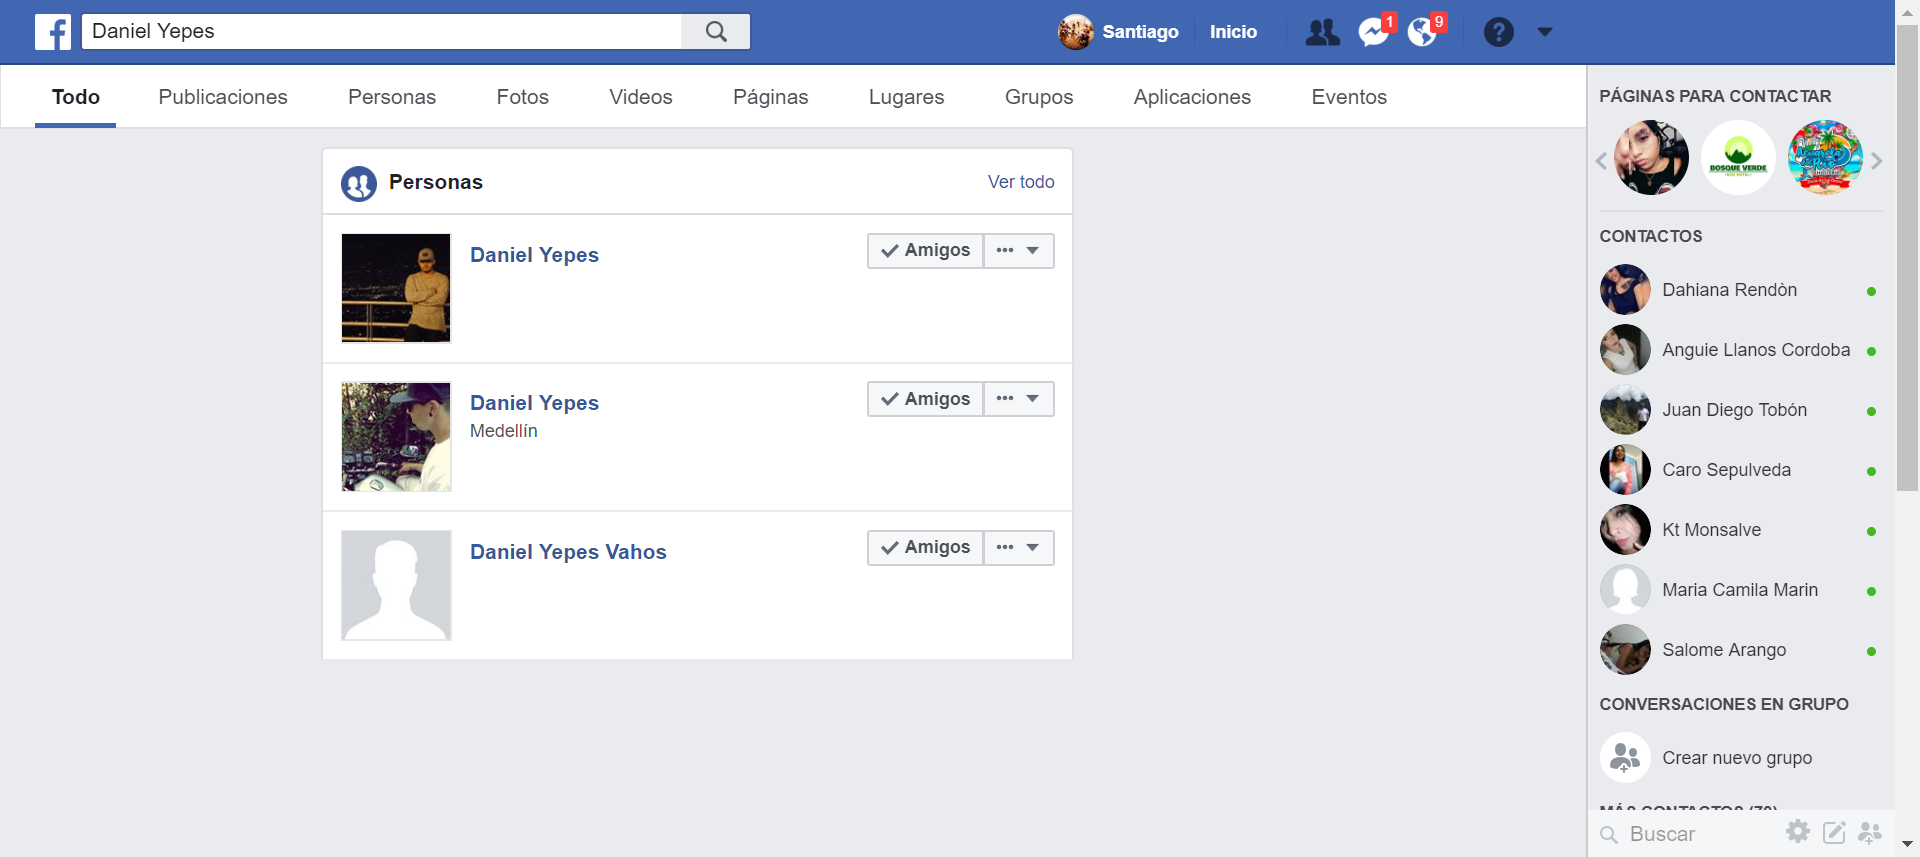 Daniel Yepes
Santiago
Inicio
1
9
?
Todo
Publicaciones
Personas
Fotos
Videos
Páginas
Lugares
Grupos
Aplicaciones
Eventos
Personas
Ver todo
Daniel Yepes
Amigos
Daniel Yepes
Medellín
Amigos
Daniel Yepes Vahos
Amigos
PÁGINAS PARA CONTACTAR
BOSQUE VERDE
CONTACTOS
Dahiana Rendòn
Anguie Llanos Cordoba
Juan Diego Tobón
Caro Sepulveda
Kt Monsalve
Maria Camila Marin
Salome Arango
CONVERSACIONES EN GRUPO
Crear nuevo grupo
MÁS CONTACTOS (70)
Buscar